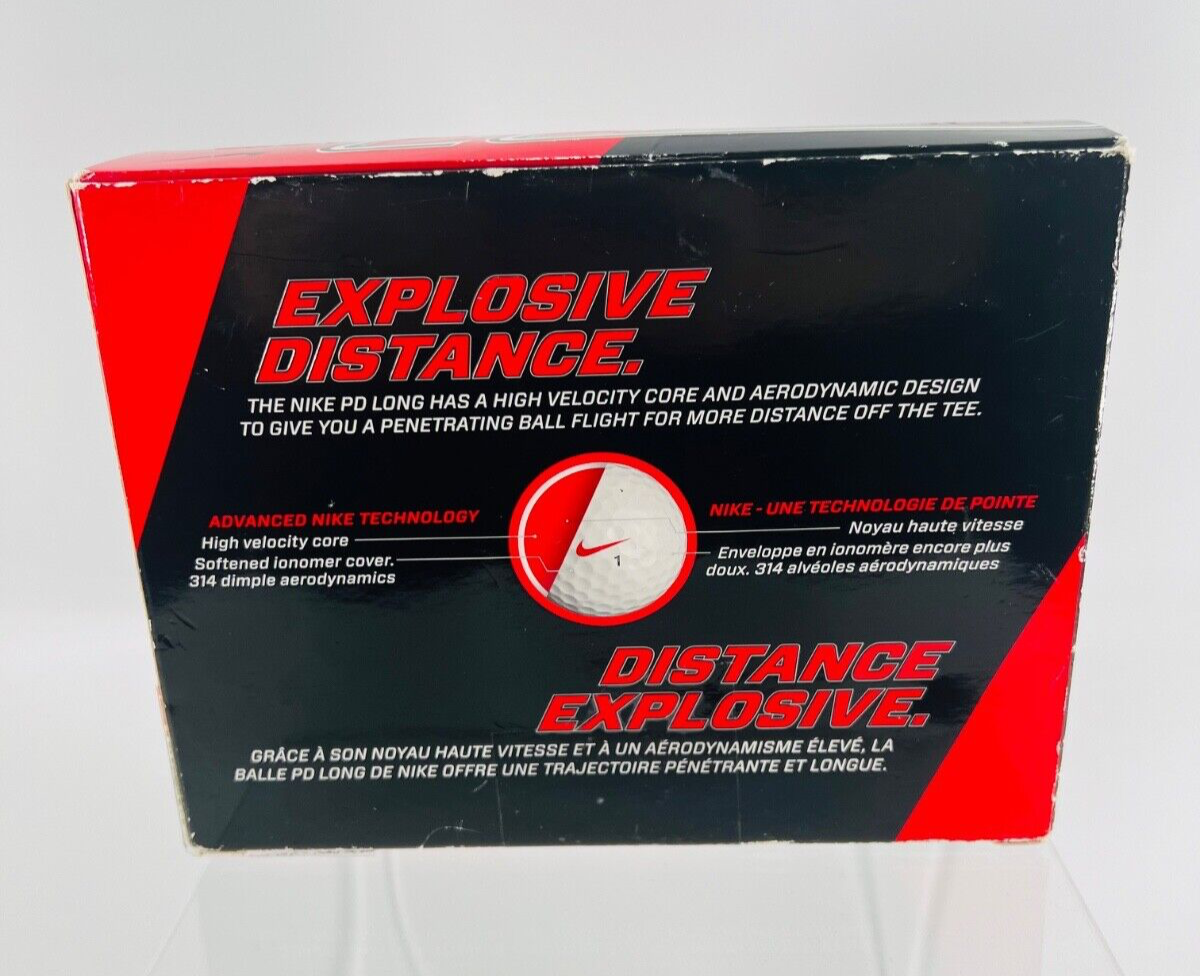 EXPLOSIVE
DISTANCE.
THE NIKE PD LONG HAS A HIGH VELOCITY CORE AND AERODYNAMIC DESIGN
TO GIVE YOU A PENETRATING BALL FLIGHT FOR MORE DISTANCE OFF THE TEE.
ADVANCED NIKE TECHNOLOGY
High velocity core
Softened ionomer cover.
314 dimple aerodynamics
1
NIKE - UNE TECHNOLOGIE DE POINTE
Noyau haute vitesse
Enveloppe en ionomère encore plus
doux. 314 alvéoles aérodynamiques
DISTANCE
EXPLOSIVE.
GRÂCE À SON NOYAU HAUTE VITESSE ET À UN AÉRODYNAMISME ÉLEVÉ, LA
BALLE PD LONG DE NIKE OFFRE UNE TRAJECTOIRE PÉNÉTRANTE ET LONGUE.